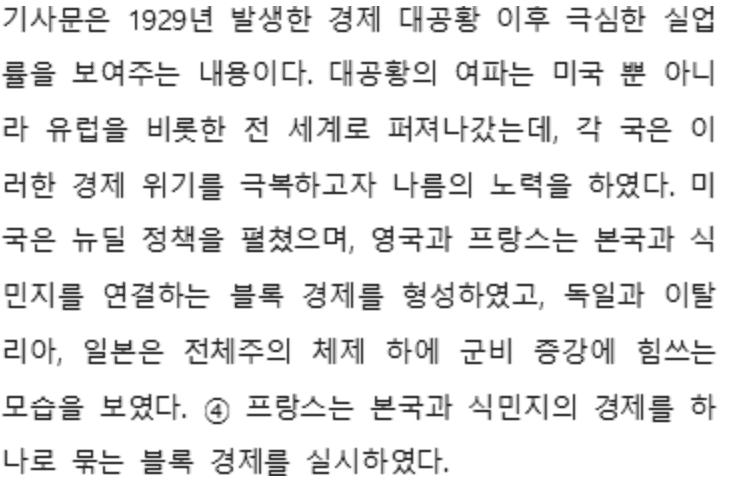 기사문은 1929년 발생한 경제 대공황 이후 극심한 실업
률을 보여주는 내용이다. 대공황의 여파는 미국 뿐 아니
라 유럽을 비롯한 전 세계로 퍼져나갔는데, 각 국은 이
러한 경제 위기를 극복하고자 나름의 노력을 하였다. 미
국은 뉴딜 정책을 펼쳤으며, 영국과 프랑스는 본국과 식
민지를 연결하는 블록 경제를 형성하였고, 독일과 이탈
리아, 일본은 전체주의 체제 하에 군비 증강에 힘쓰는
모습을 보였다. ④ 프랑스는 본국과 식민지의 경제를 하
나로 묶는 블록 경제를 실시하였다.